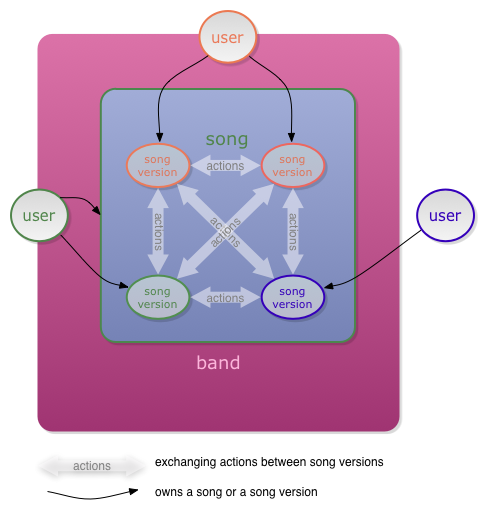 user
song
song
version
actions
song
version
user
actions
actions
actions
actions
user
song
version
actions
song
version
band
actions
exchanging actions between song versions
owns a song or a song version